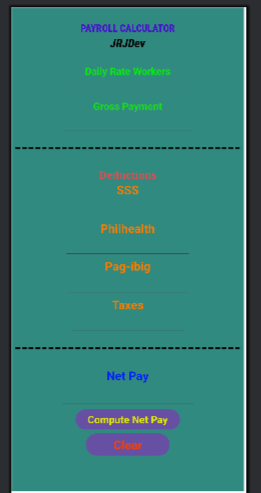 PAYROLL CALCULATOR
JRJDev
Daily Rate Workers
Gross Payment
Deductions
SSS
Philhealth
Pag-ibig
Taxes
Net Pay
Compute Net Pay
Clear